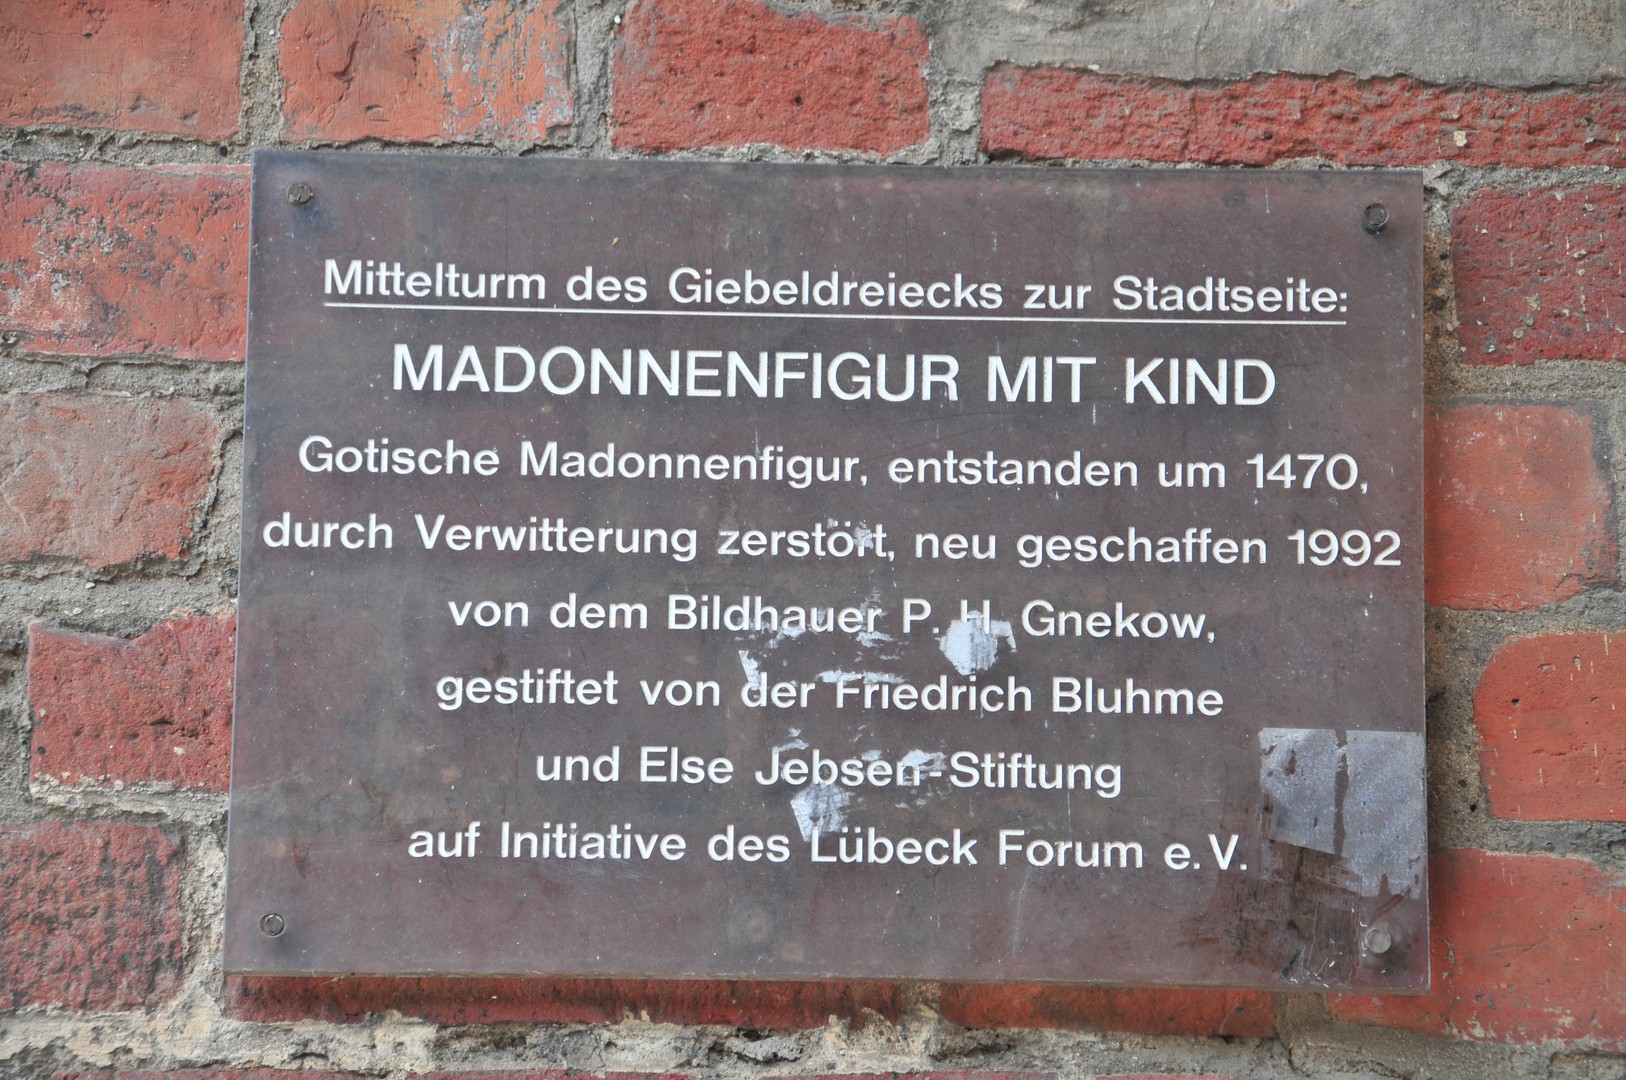 Mittelturm des Giebeldreiecks zur Stadtseite:
MADONNENFIGUR MIT KIND
Gotische Madonnenfigur, entstanden um 1470,
durch Verwitterung zerstört, neu geschaffen 1992
von dem Bildhauer P. H. Gnekow,
gestiftet von der Friedrich Bluhme
und Else Jebsen-Stiftung
auf Initiative des Lübeck Forum e. V.